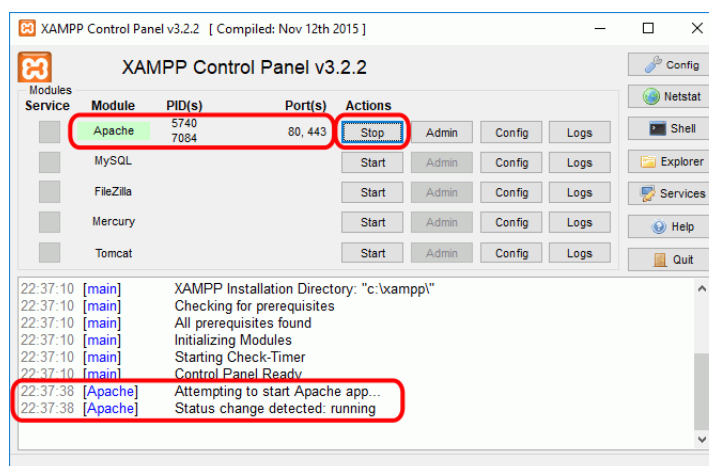 XAMPP Control Panel v3.2.2 [ Compiled: Nov 12th 2015 ]
XAMPP Control Panel v3.2.2
Config
Modules
Netstat
Service Module PID(s) Port(s) Actions
Apache 5740 7084 80, 443 Stop Admin Config Logs
Shell
MySQL Start Admin Config Logs
Explorer
FileZilla Start Admin Config Logs
Services
Mercury Start Admin Config Logs
Help
Tomcat Start Admin Config Logs
Quit
22:37:10 [main] XAMPP Installation Directory: "c:\xampp\"
22:37:10 [main] Checking for prerequisites
22:37:10 [main] All prerequisites found
22:37:10 [main] Initializing Modules
22:37:10 [main] Starting Check-Timer
22:37:10 [main] Control Panel Ready
22:37:38 [Apache] Attempting to start Apache app...
22:37:38 [Apache] Status change detected: running